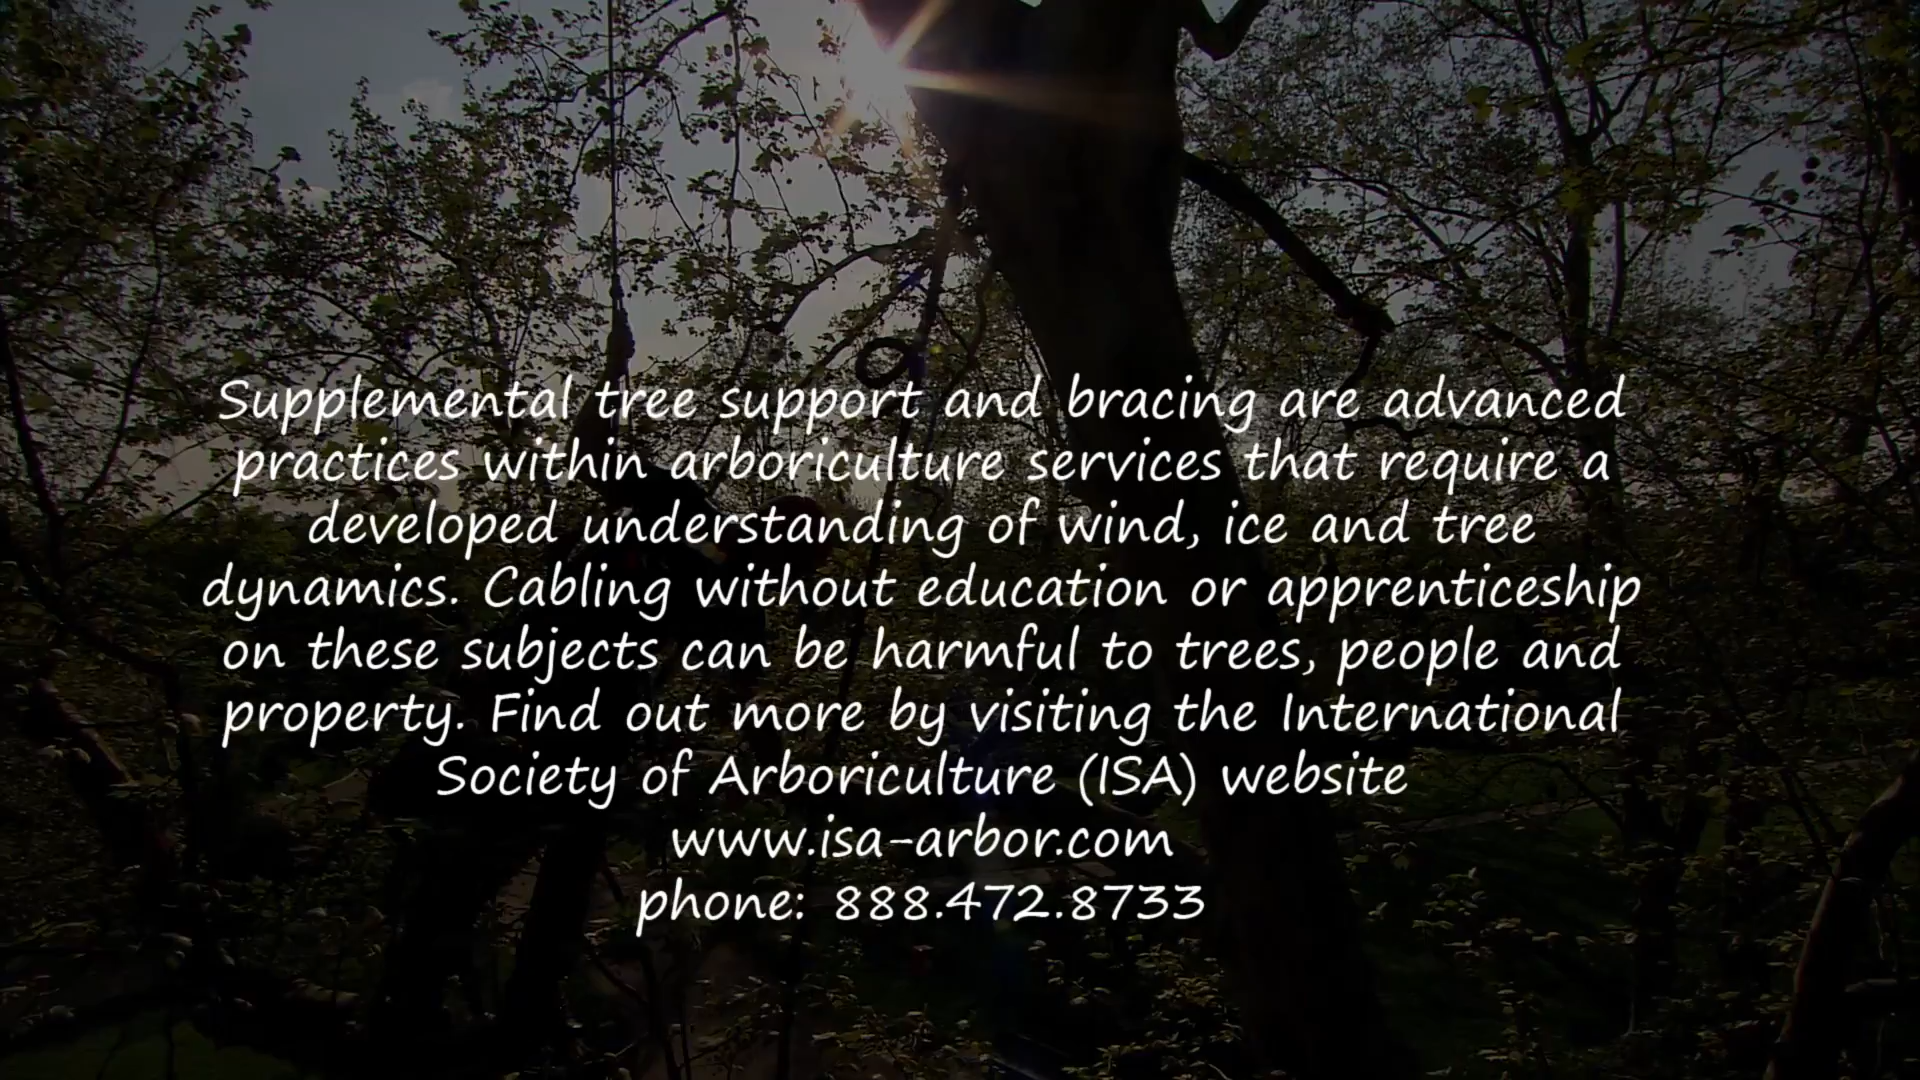 Supplemental tree support and bracing are advanced
practices within arboriculture services that require a
developed understanding of wind, ice and tree
dynamics. Cabling without education or apprenticeship
on these subjects can be harmful to trees, people and
property. Find out more by visiting the International
Society of Arboriculture (ISA) website
www.isa-arbor.com
phone: 888.472.8733